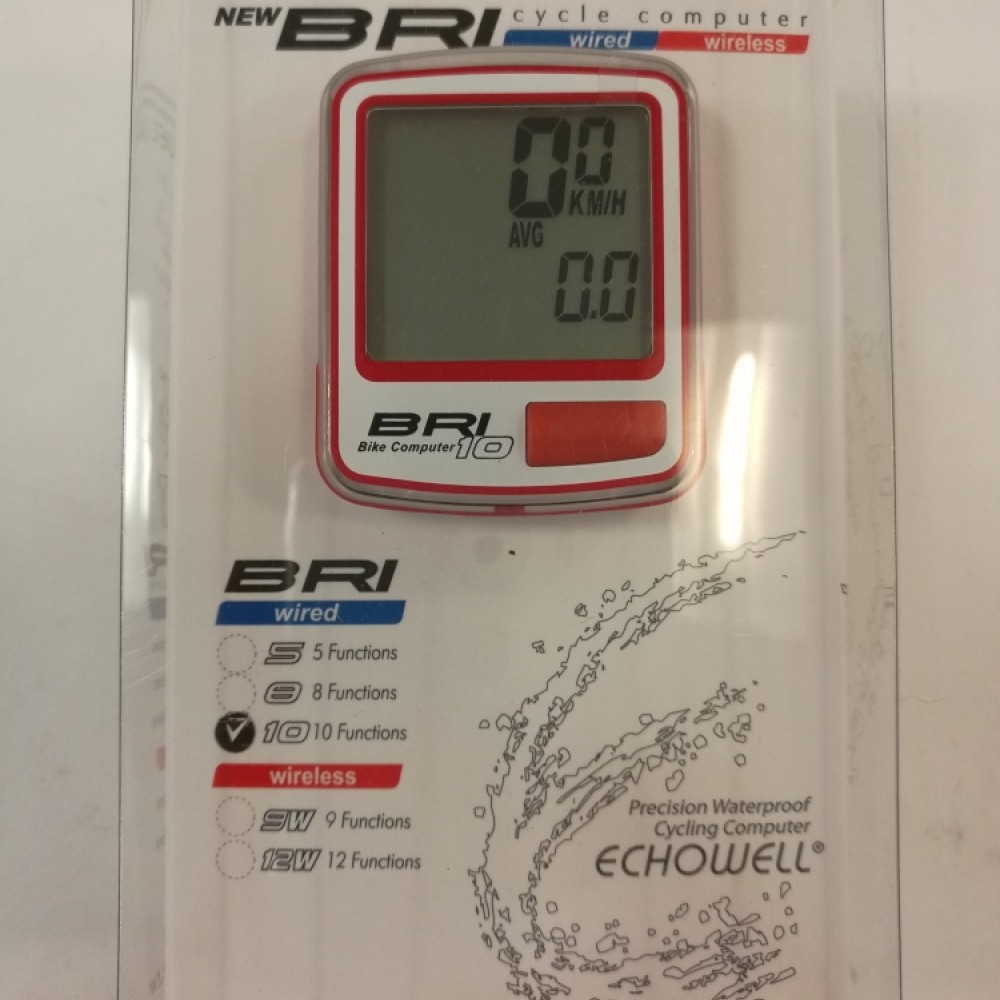 NEW BRI cycle computer
wired wireless
00
KM/H
AVG
0.0
BRI
Bike Computer 10
BRI
wired
5 5 Functions
8 8 Functions
10 10 Functions
wireless
9W 9 Functions
12W 12 Functions
Precision Waterproof
Cycling Computer
ECHOWELL®